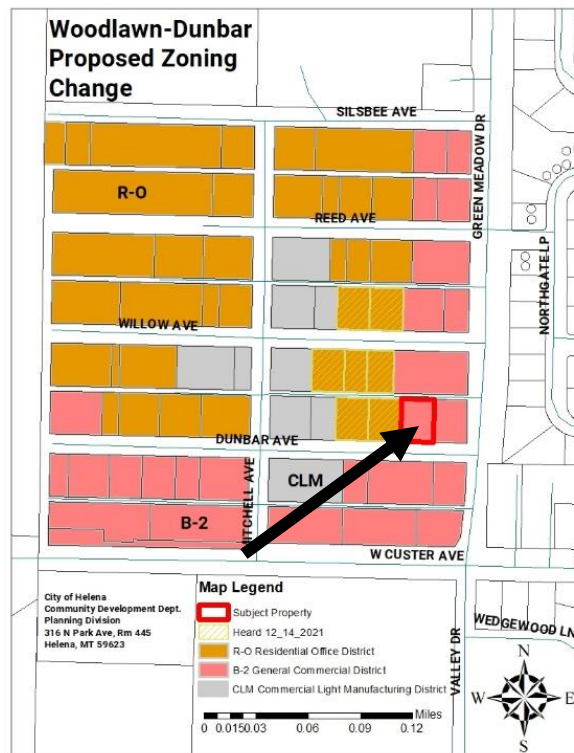 Woodlawn-Dunbar
Proposed Zoning
Change
SILSBEE AVE
GREEN MEADOW DR
R-O
REED AVE
NORTHGATE LP
WILLOW AVE
DUNBAR AVE
CLM
B-2
W CUSTER AVE
City of Helena
Community Development Dept.
Planning Division
316 N Park Ave, Rm 445
Helena, MT 59623
Map Legend
Subject Property
Heard 12_14_2021
R-O Residential Office District
B-2 General Commercial District
CLM Commercial Light Manufacturing District
Miles
0 0.0150.03 0.06 0.09 0.12
VALLEY DR
WEDGEWOOD LN
N
W E
S